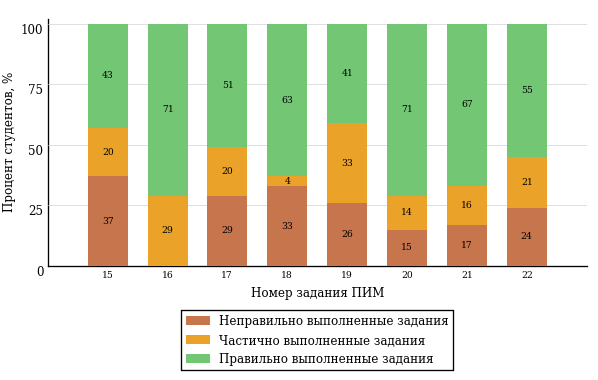 Процент студентов, %
100
75
50
25
0
43 71 51 63 41 71 67 55
20 29 20 4 33 14 16 21
37 29 33 26 15 17 24
15 16 17 18 19 20 21 22
Номер задания ПИМ
Неправильно выполненные задания
Частично выполненные задания
Правильно выполненные задания